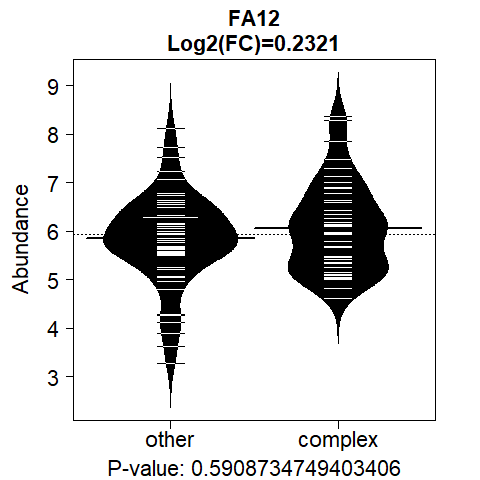 FA12
Log2(FC)=0.2321
Abundance
9
8
7
6
5
4
3
other complex
P-value: 0.5908734749403406